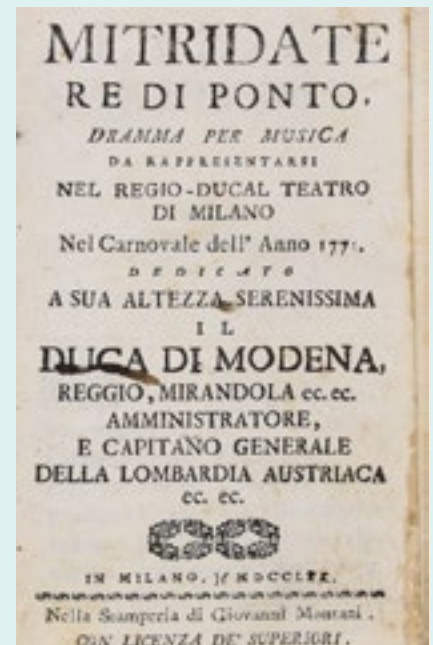 MITRIDATE
RE DI PONTO.
DRAMMA PER MUSICA
DA RAPPRESENTARSI
NEL REGIO-DUCAL TEATRO
DI MILANO
Nel Carnovale dell' Anno 1771.
DEDICATO
A SUA ALTEZZA SERENISSIMA
IL
DUCA DI MODENA,
REGGIO, MIRANDOLA ec. ec.
AMMINISTRATORE,
E CAPITANO GENERALE
DELLA LOMBARDIA AUSTRIACA
ec. ec.
IN MILANO, MDCCLXX.
Nella Stamperia di Giovanni Montani.
CON LICENZA DE' SUPERIORI.